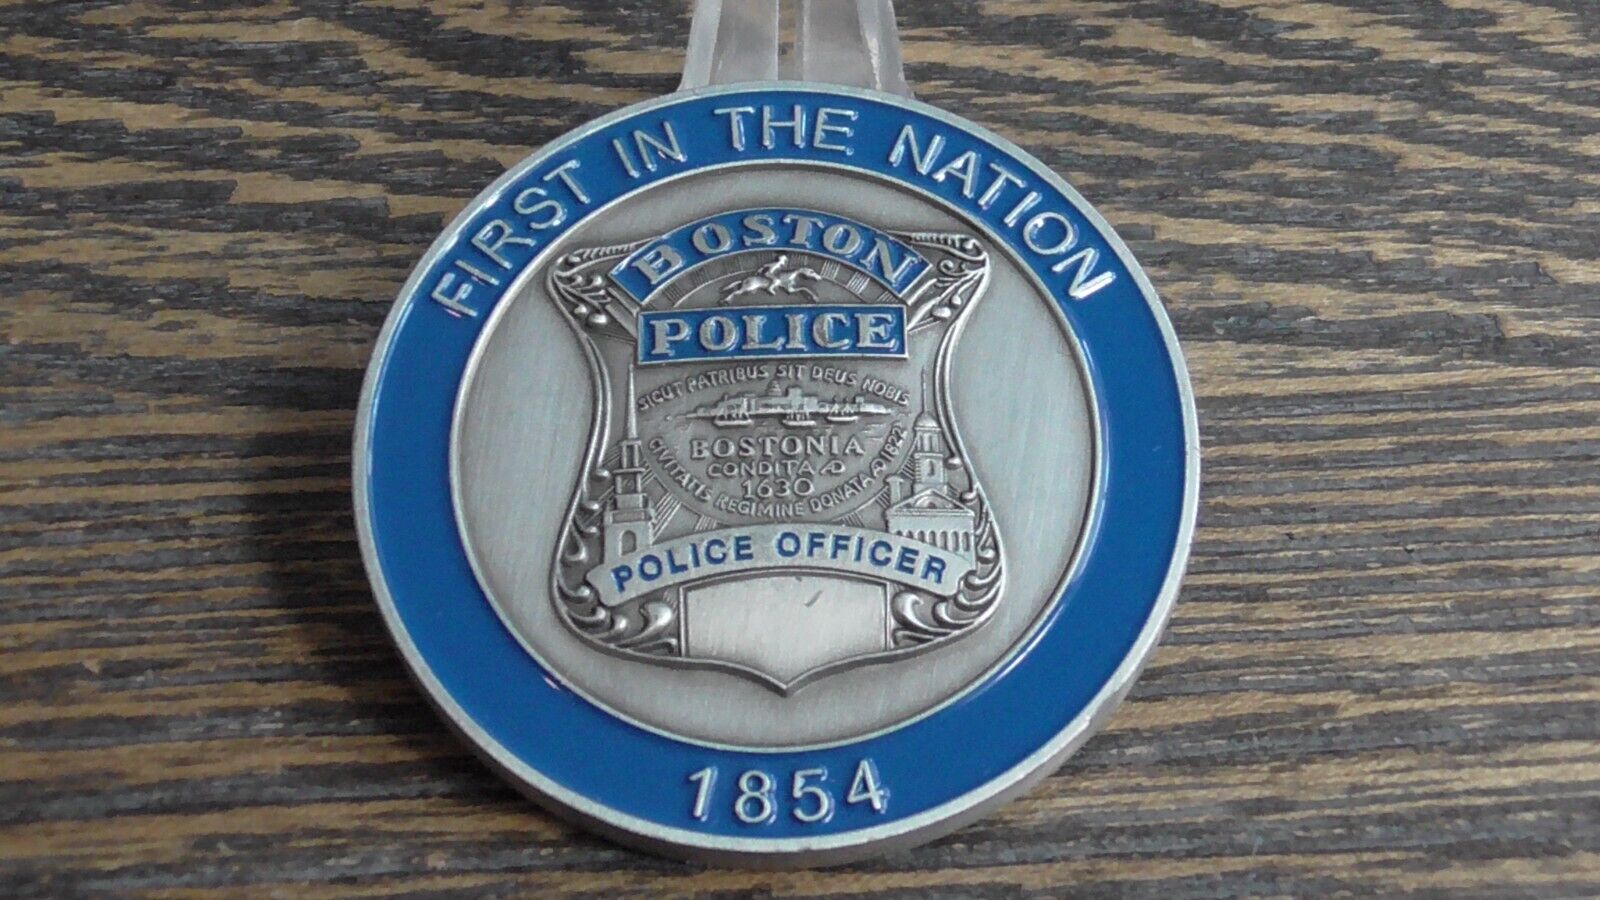 FIRST IN THE NATION
BOSTON
POLICE
SICUT PATRIBUS SIT DEUS NOBIS
BOSTONIA
CONDITA AD
1630
CIVITATIS REGIMINE DONATA AD 1822
POLICE OFFICER
1854